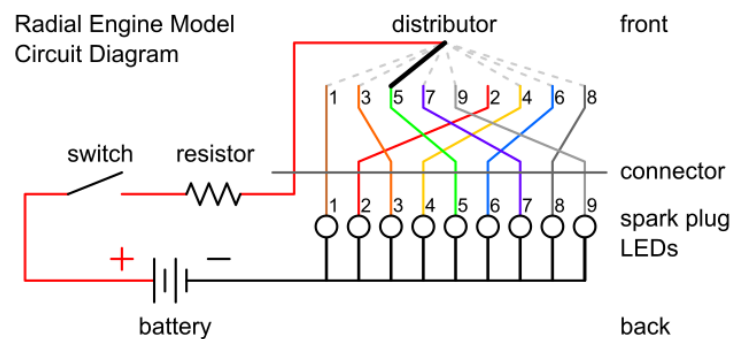 Radial Engine Model
Circuit Diagram
distributor
front
1 3 5 7 9 2 4 6 8
switch
resistor
connector
1 2 3 4 5 6 7 8 9
spark plug
LEDs
+ −
battery
back